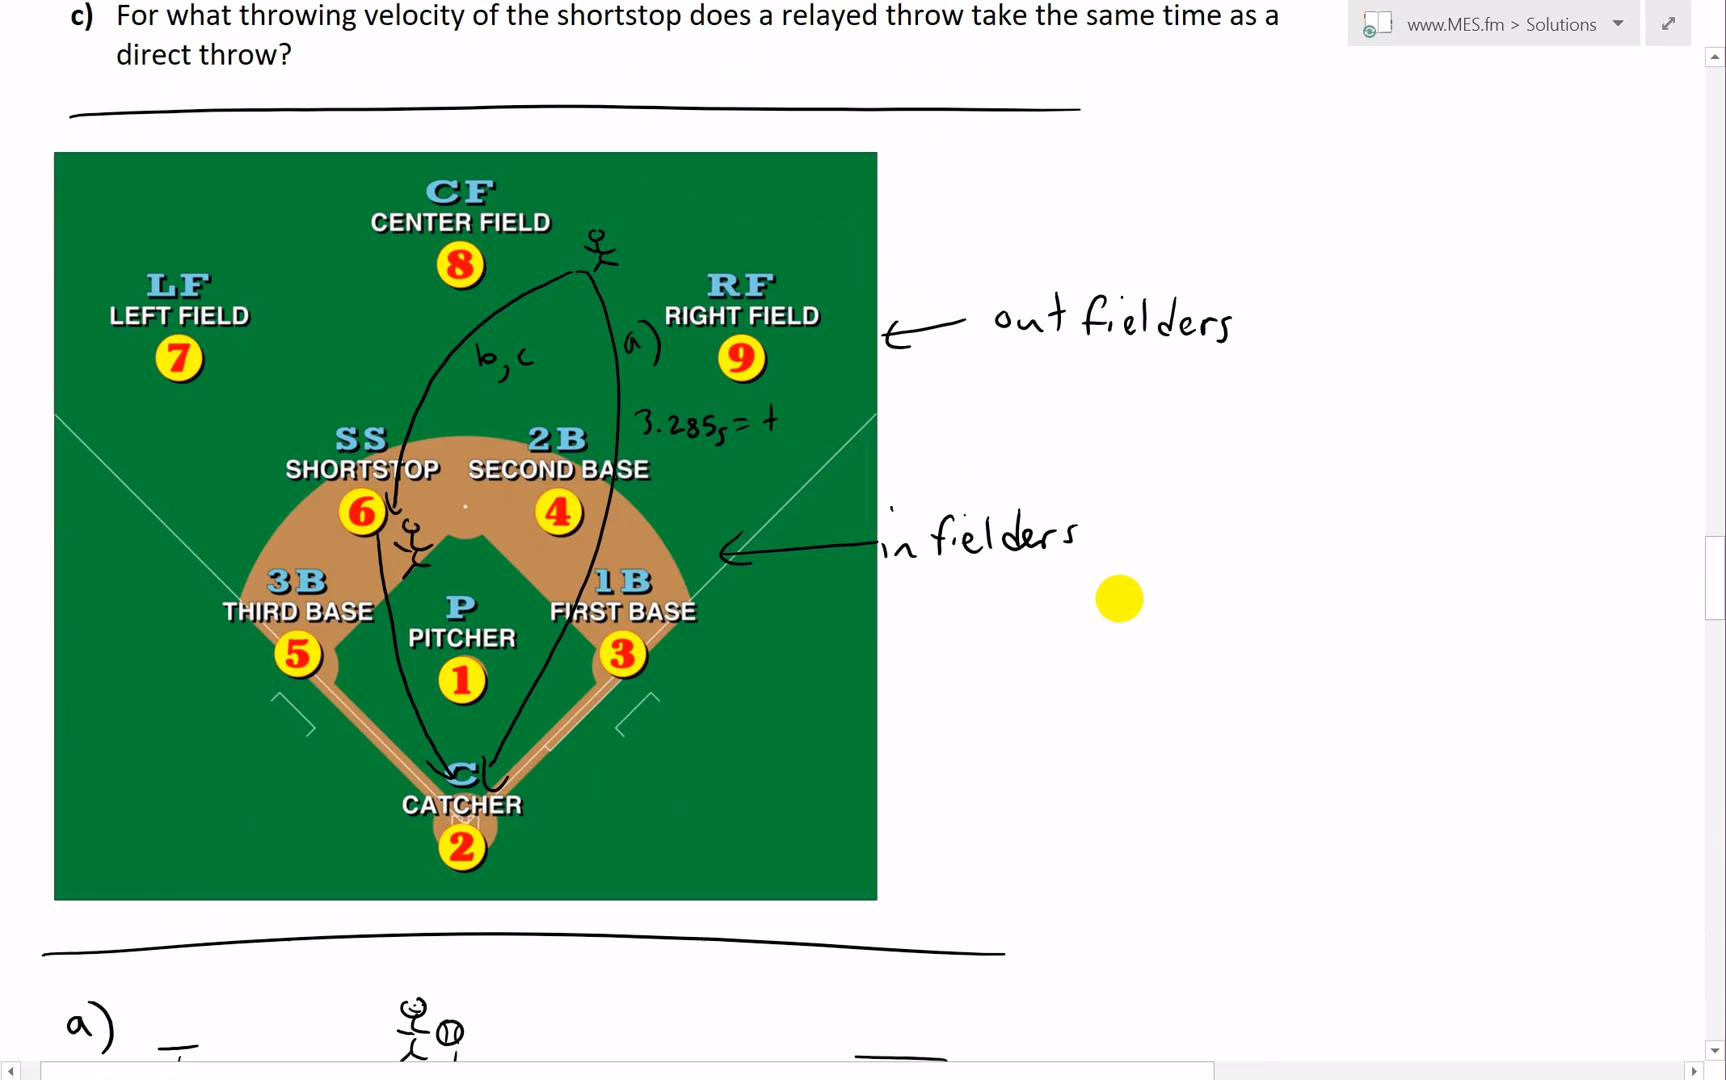 c) For what throwing velocity of the shortstop does a relayed throw take the same time as a
direct throw?
www.MES.fm > Solutions
CF
CENTER FIELD
8
LF
LEFT FIELD
7
RF
RIGHT FIELD
9
out fielders
b, c
a)
3.285s = t
SS
SHORTSTOP
6
2B
SECOND BASE
4
in fielders
3B
THIRD BASE
5
P
PITCHER
1
1B
FIRST BASE
3
C
CATCHER
2
a)